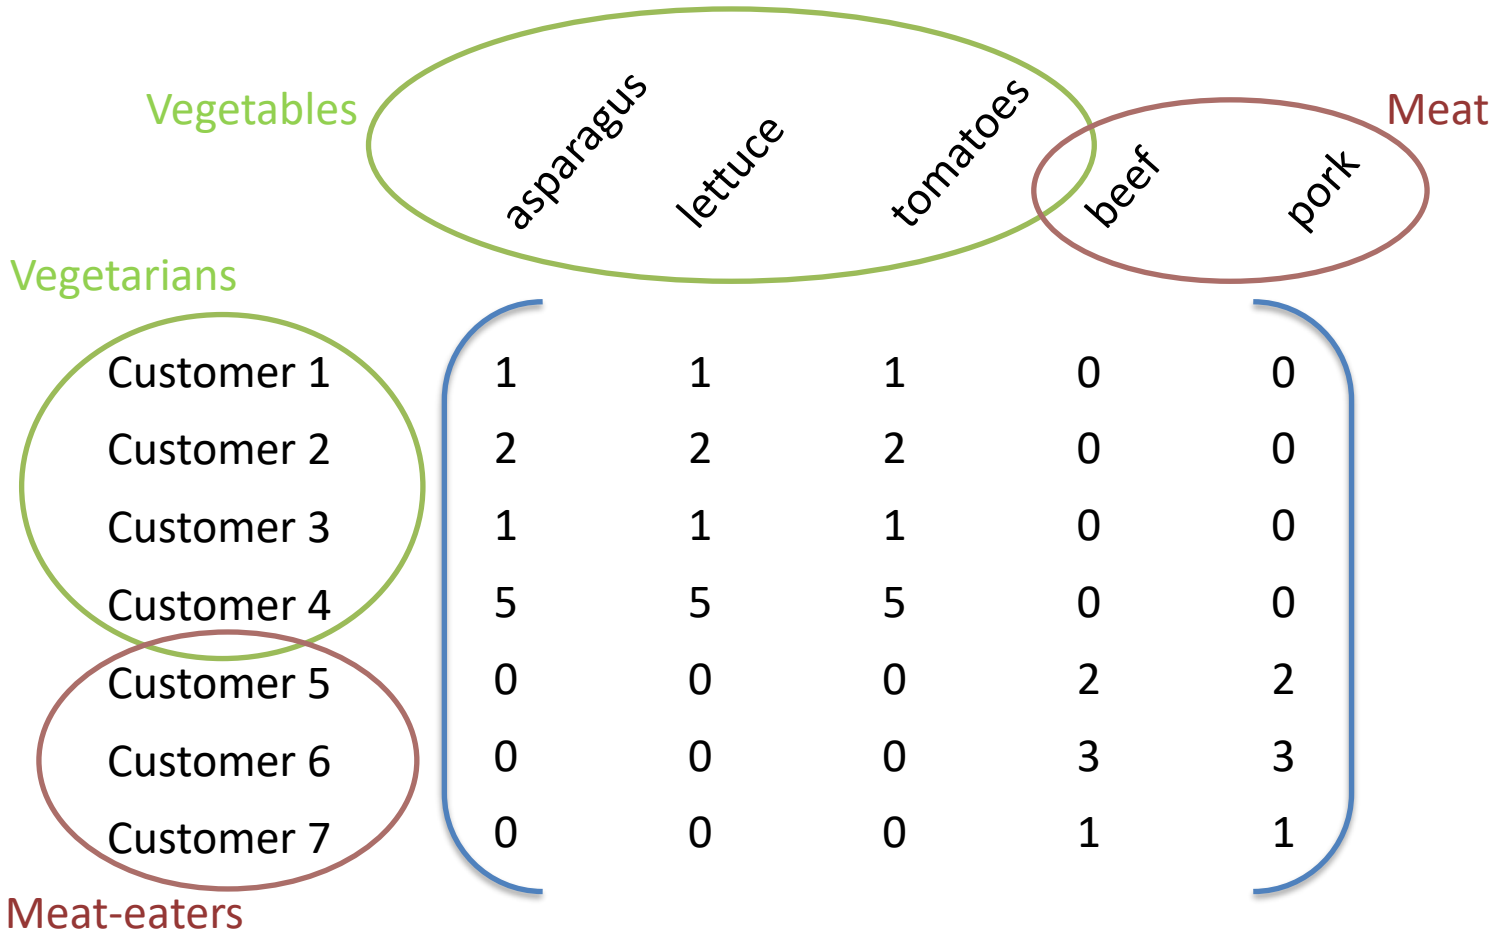 Vegetables
Meat
asparagus lettuce tomatoes beef pork
Vegetarians
Customer 1 1 1 1 0 0
Customer 2 2 2 2 0 0
Customer 3 1 1 1 0 0
Customer 4 5 5 5 0 0
Customer 5 0 0 0 2 2
Customer 6 0 0 0 3 3
Customer 7 0 0 0 1 1
Meat-eaters